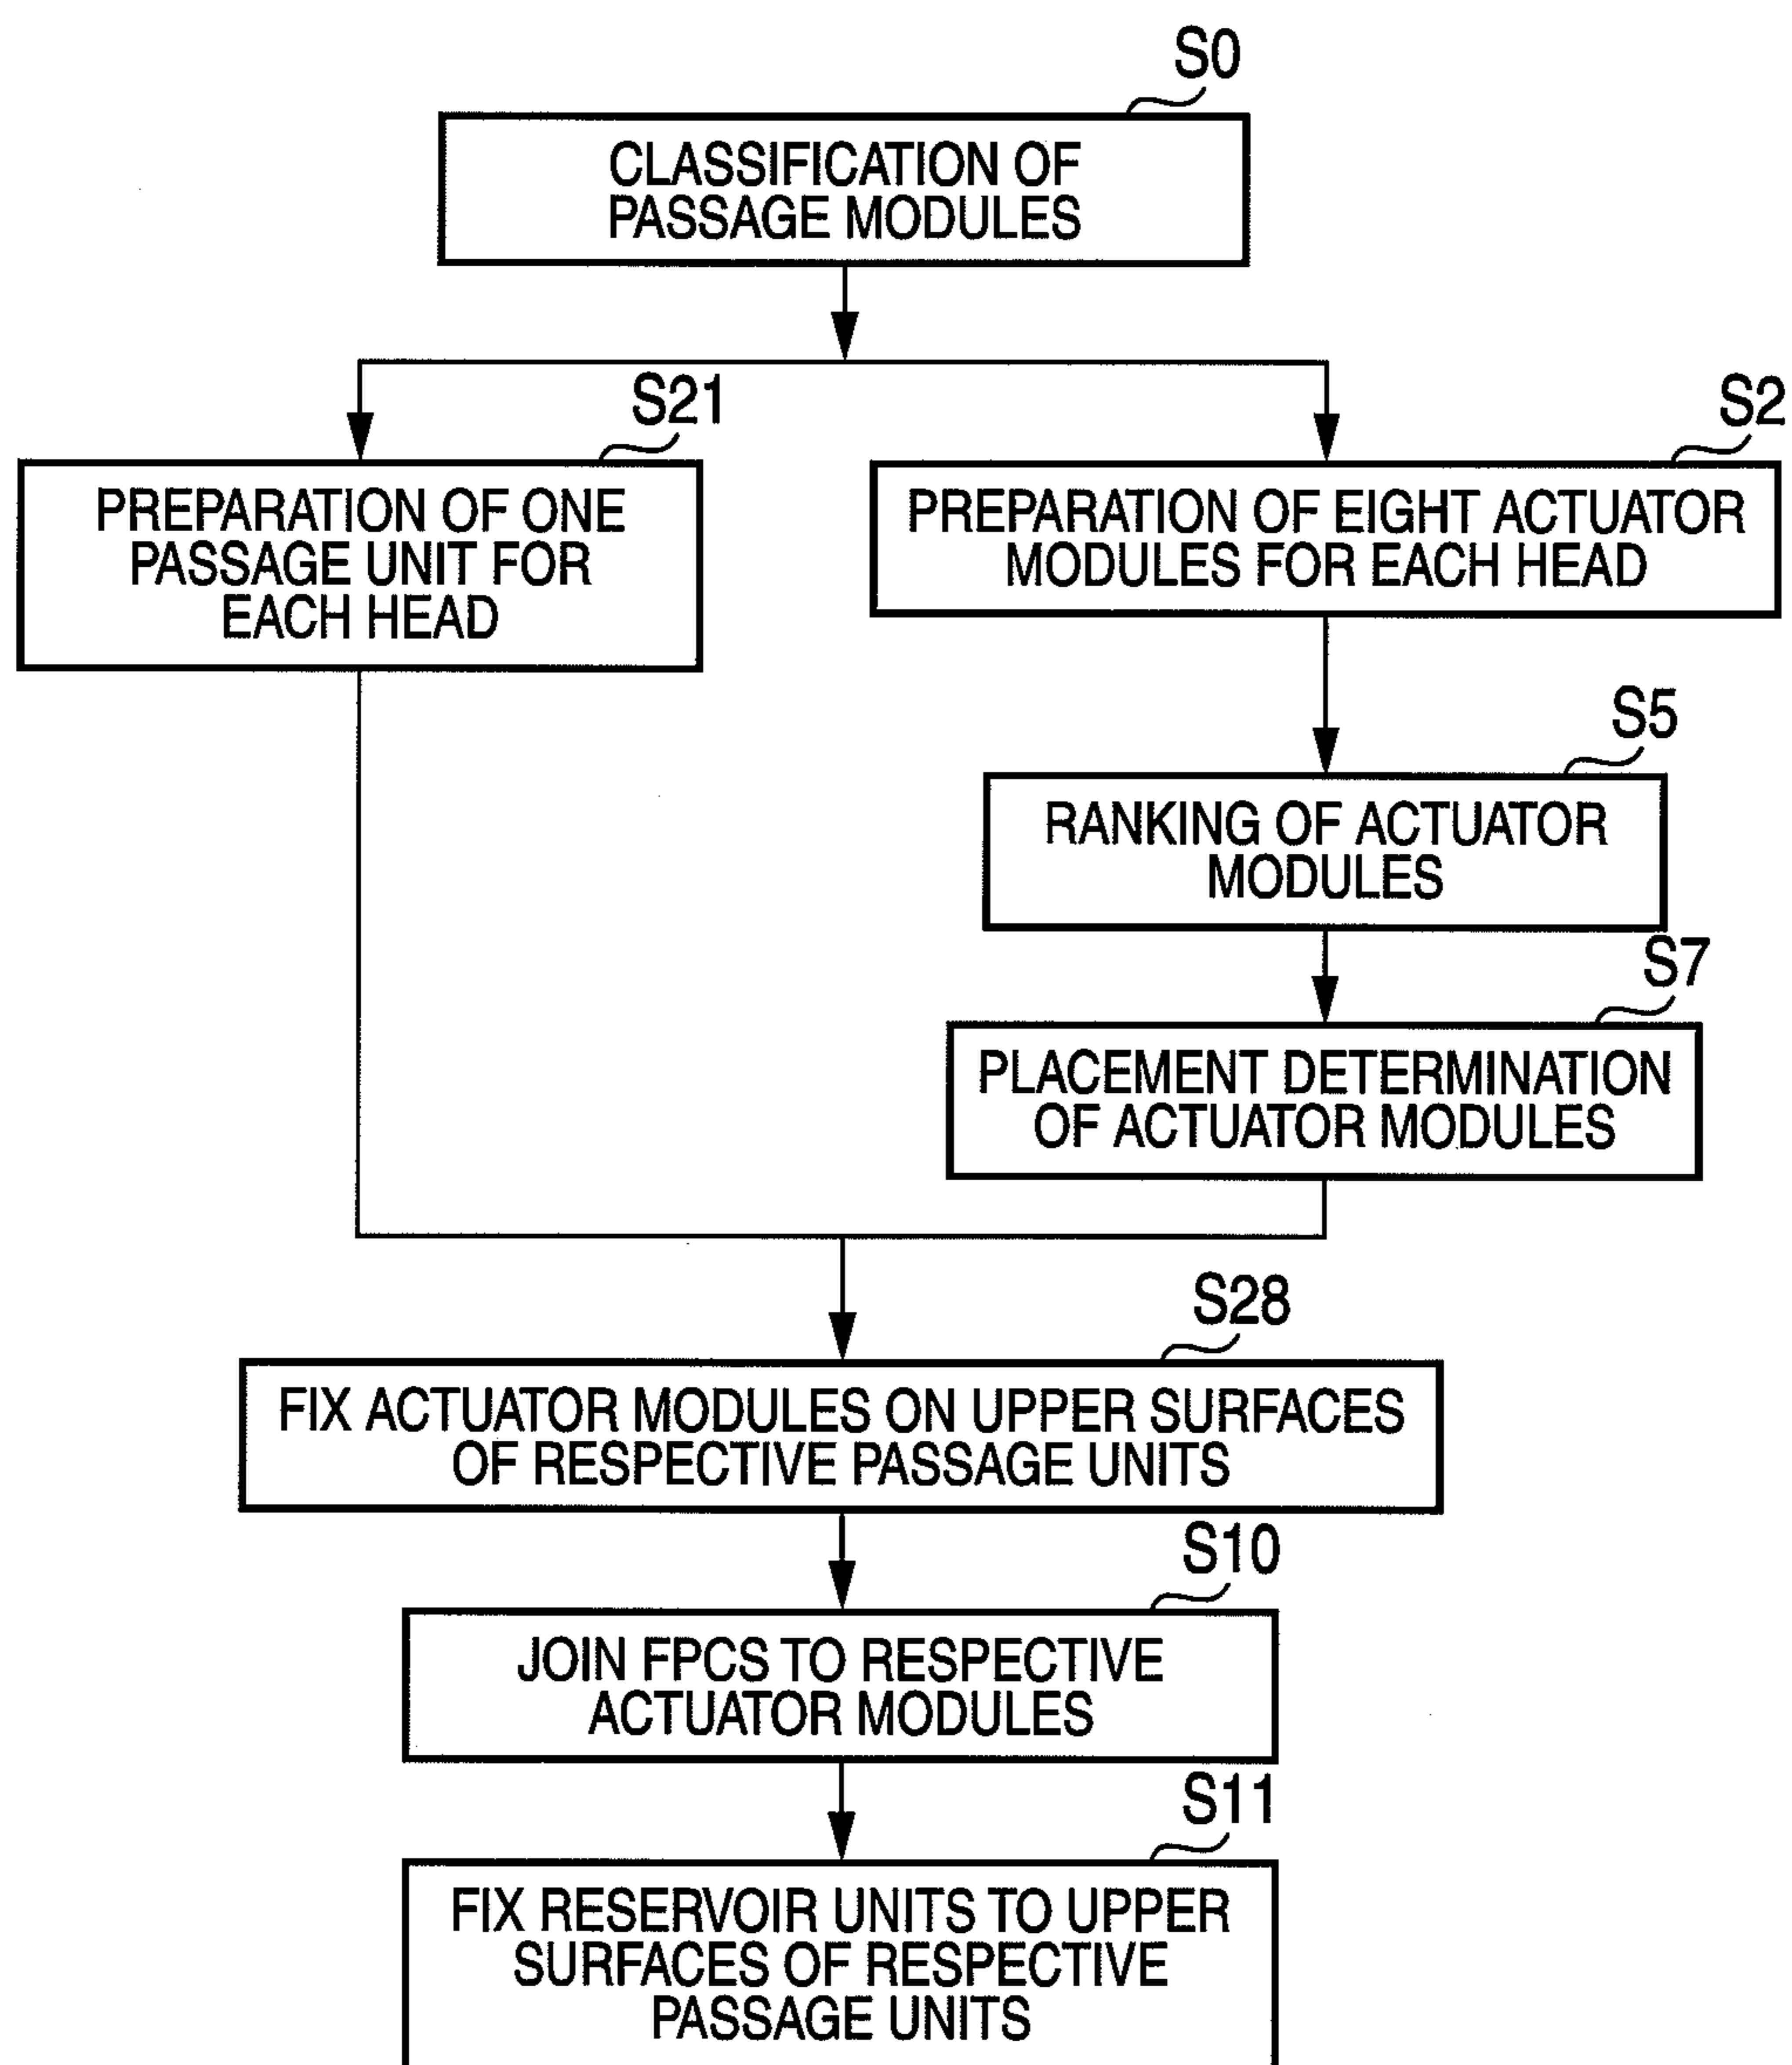 S0
CLASSIFICATION OF
PASSAGE MODULES
S21
PREPARATION OF ONE
PASSAGE UNIT FOR
EACH HEAD
S2
PREPARATION OF EIGHT ACTUATOR
MODULES FOR EACH HEAD
S5
RANKING OF ACTUATOR
MODULES
S7
PLACEMENT DETERMINATION
OF ACTUATOR MODULES
S28
FIX ACTUATOR MODULES ON UPPER SURFACES
OF RESPECTIVE PASSAGE UNITS
S10
JOIN FPCS TO RESPECTIVE
ACTUATOR MODULES
S11
FIX RESERVOIR UNITS TO UPPER
SURFACES OF RESPECTIVE
PASSAGE UNITS